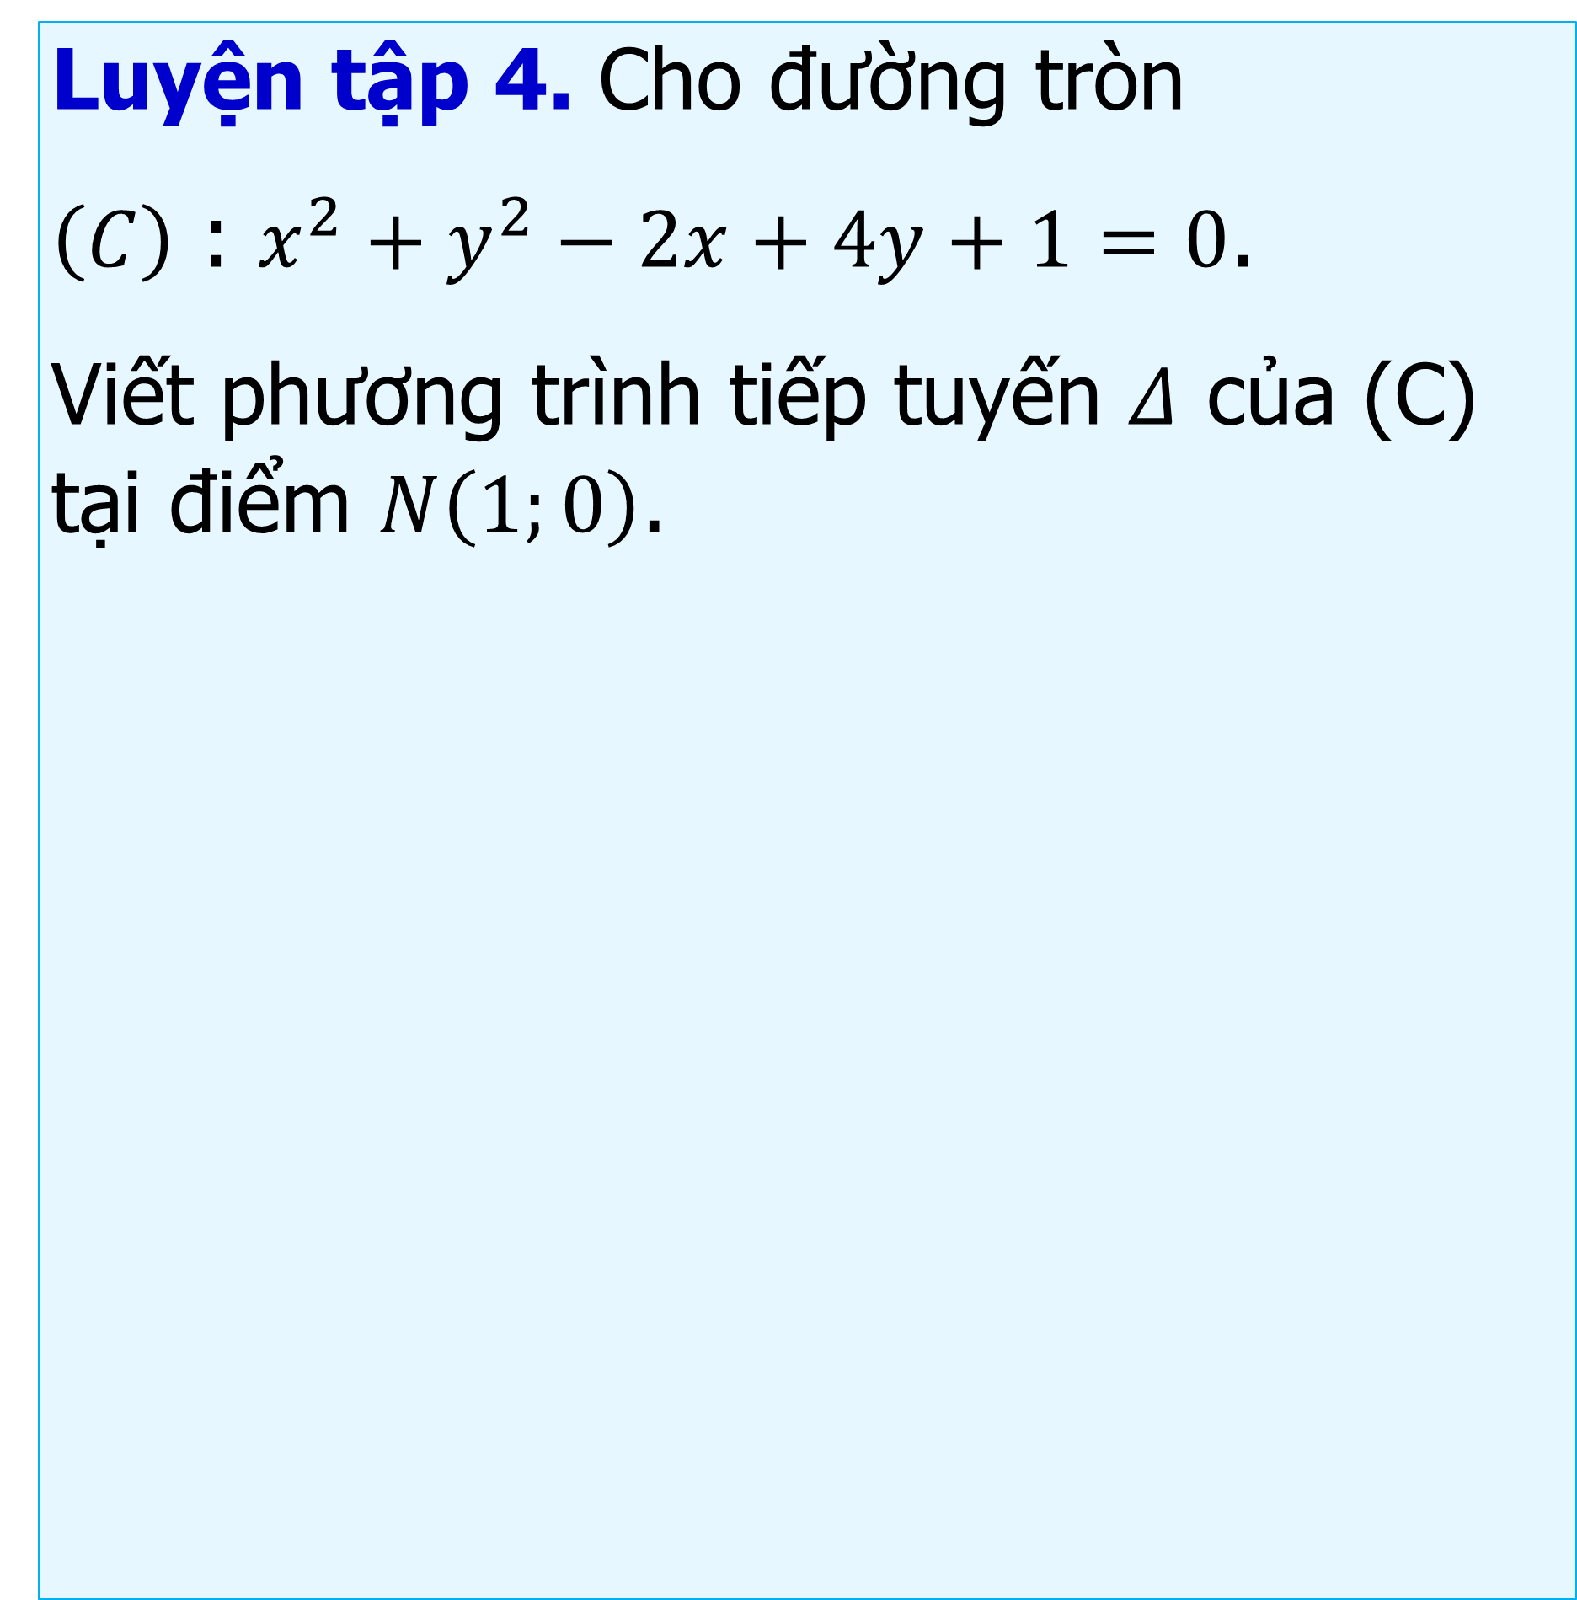 Luyện tập 4. Cho đường tròn
(C) : x² + y² − 2x + 4y + 1 = 0.
Viết phương trình tiếp tuyến Δ của (C)
tại điểm N(1; 0).